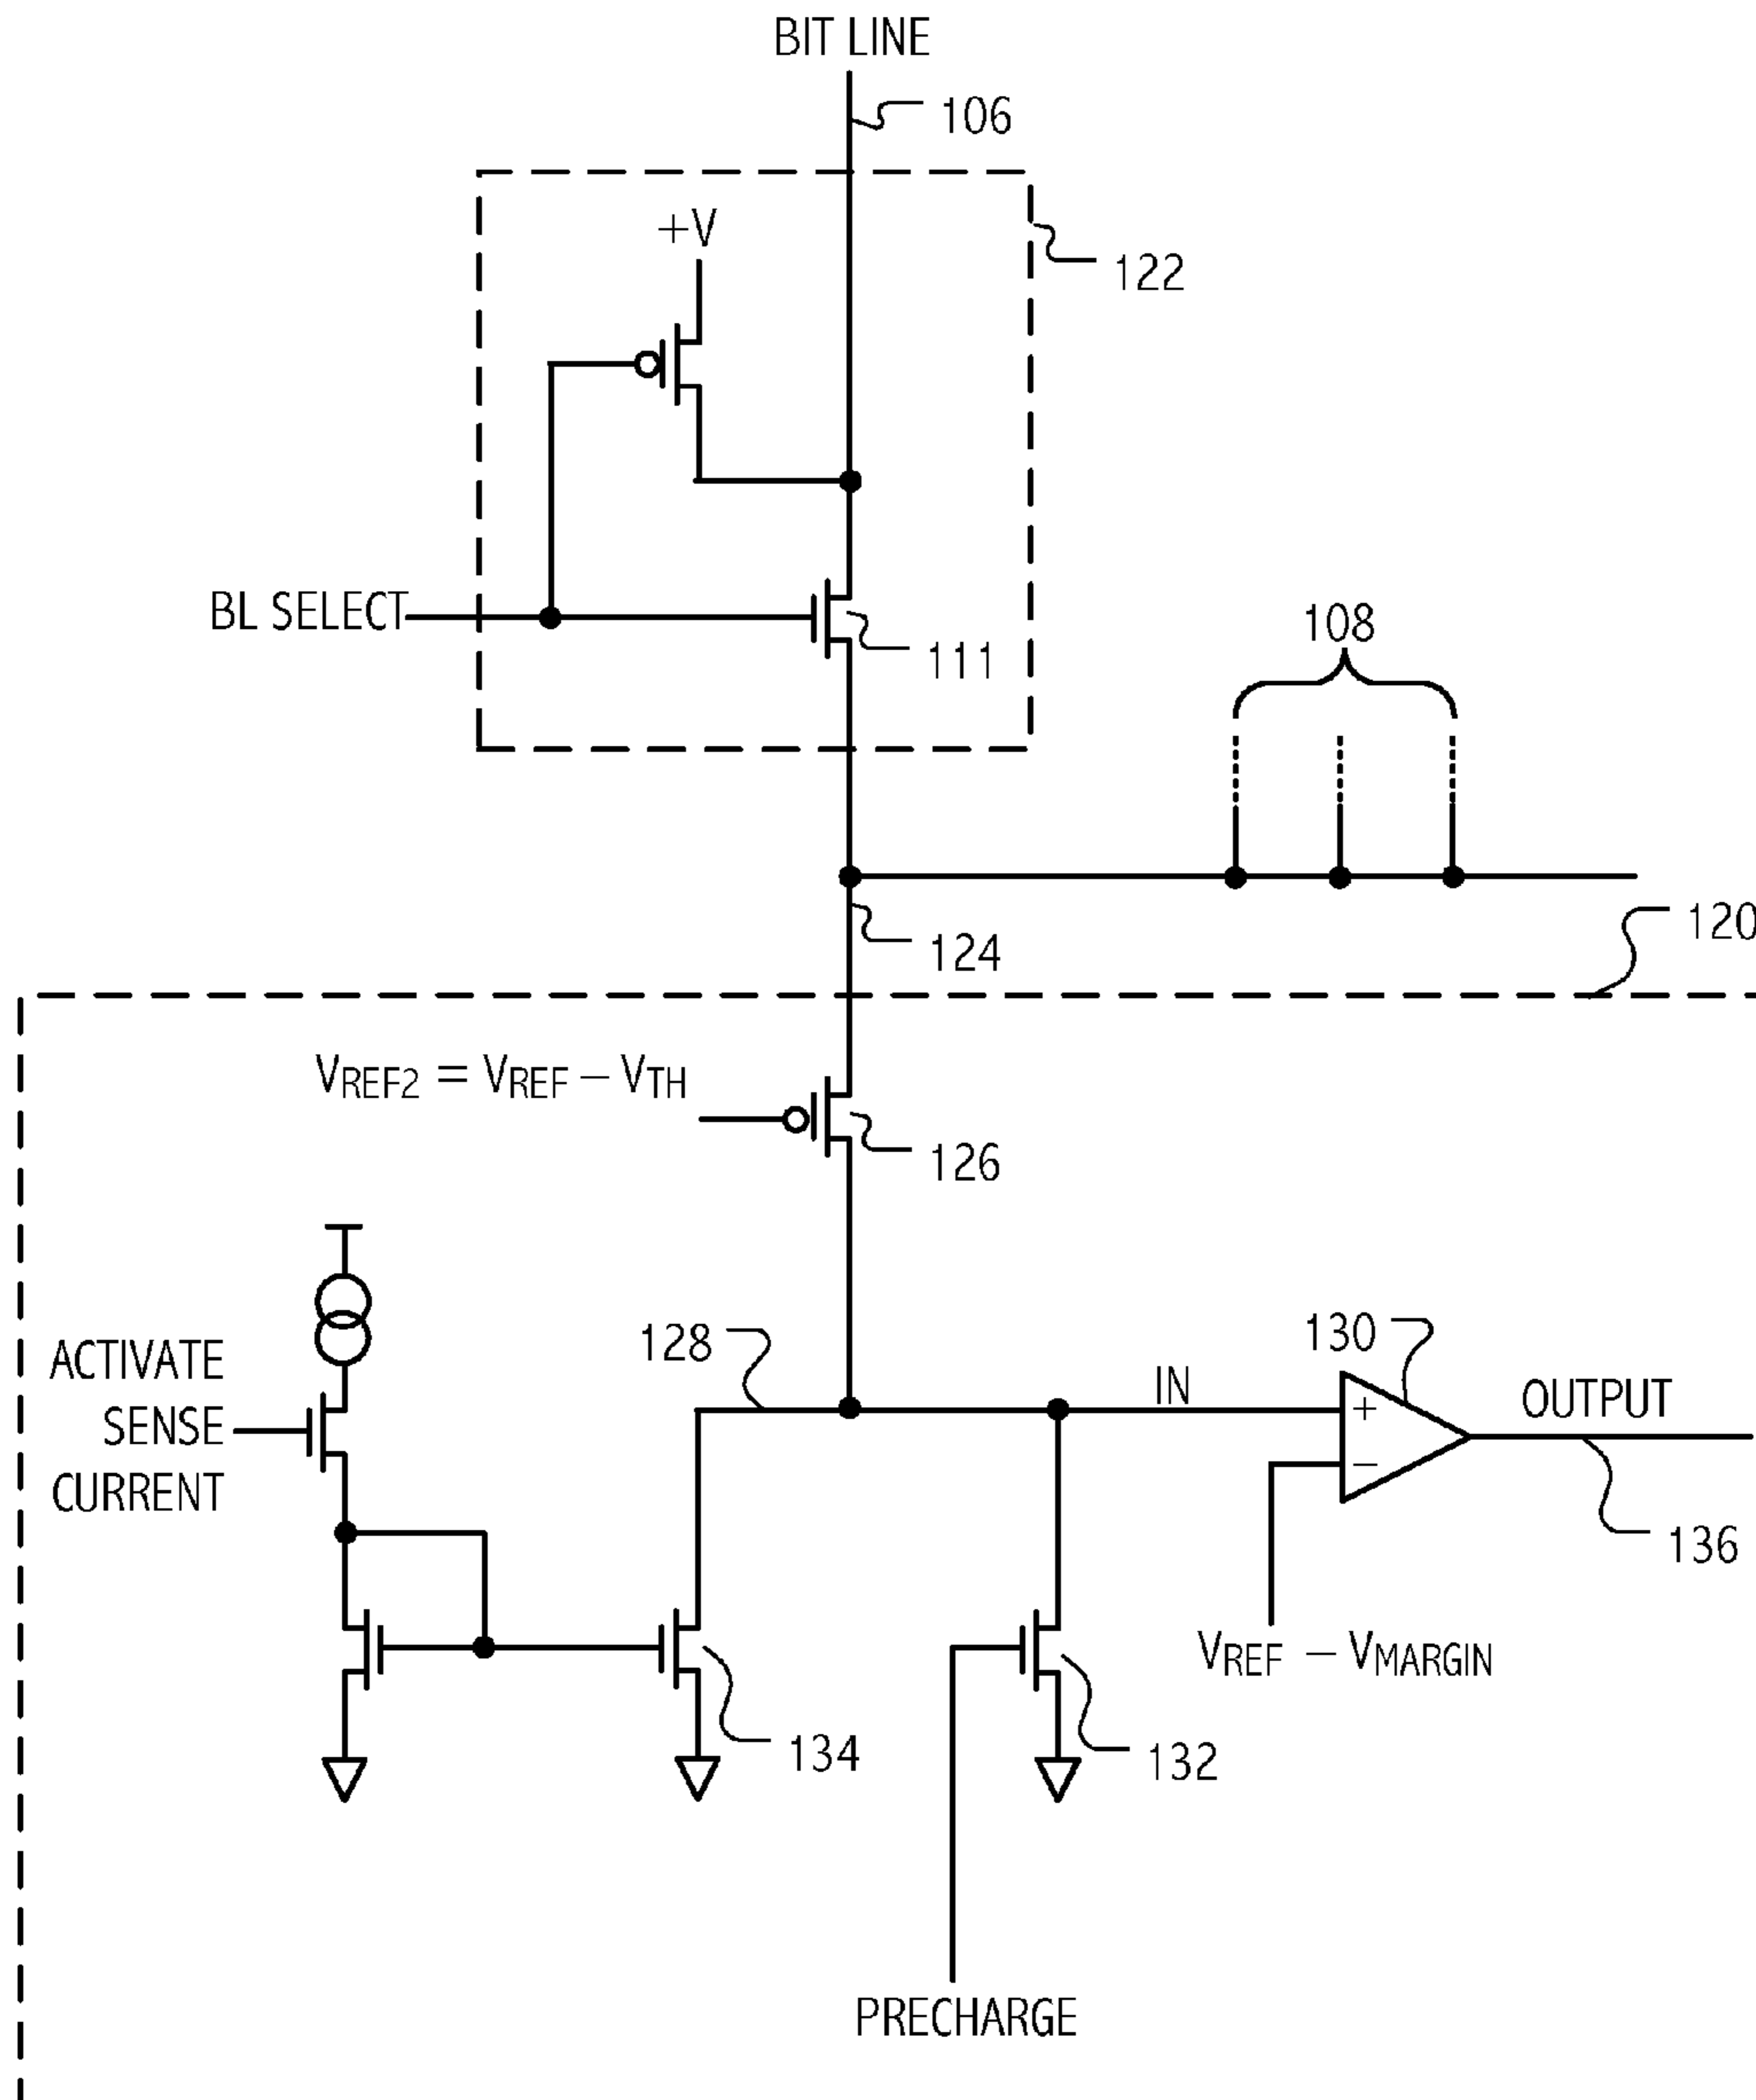 BIT LINE
106
+V
122
BL SELECT
111
108
124
120
VREF2 = VREF – VTH
126
ACTIVATE
SENSE
CURRENT
128
130
IN
+
–
OUTPUT
136
VREF – VMARGIN
134
132
PRECHARGE